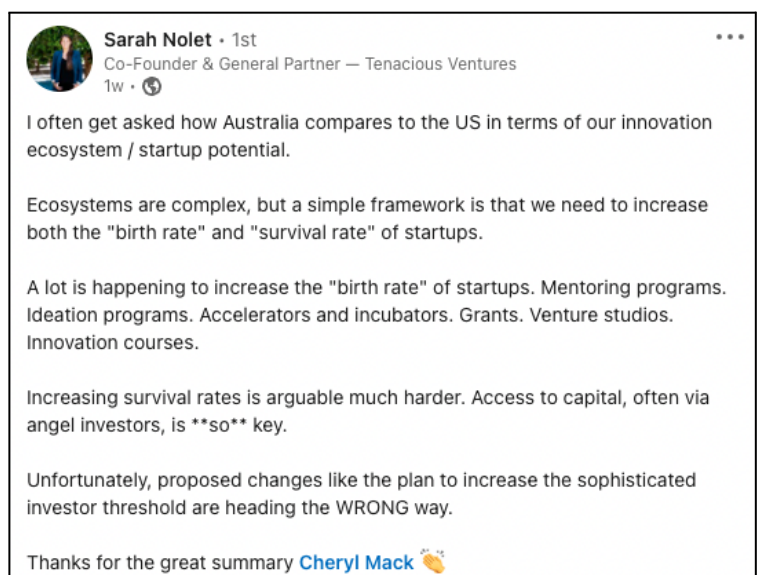 Sarah Nolet • 1st
Co-Founder & General Partner — Tenacious Ventures
1w •
I often get asked how Australia compares to the US in terms of our innovation
ecosystem / startup potential.
Ecosystems are complex, but a simple framework is that we need to increase
both the "birth rate" and "survival rate" of startups.
A lot is happening to increase the "birth rate" of startups. Mentoring programs.
Ideation programs. Accelerators and incubators. Grants. Venture studios.
Innovation courses.
Increasing survival rates is arguable much harder. Access to capital, often via
angel investors, is **so** key.
Unfortunately, proposed changes like the plan to increase the sophisticated
investor threshold are heading the WRONG way.
Thanks for the great summary Cheryl Mack 👏